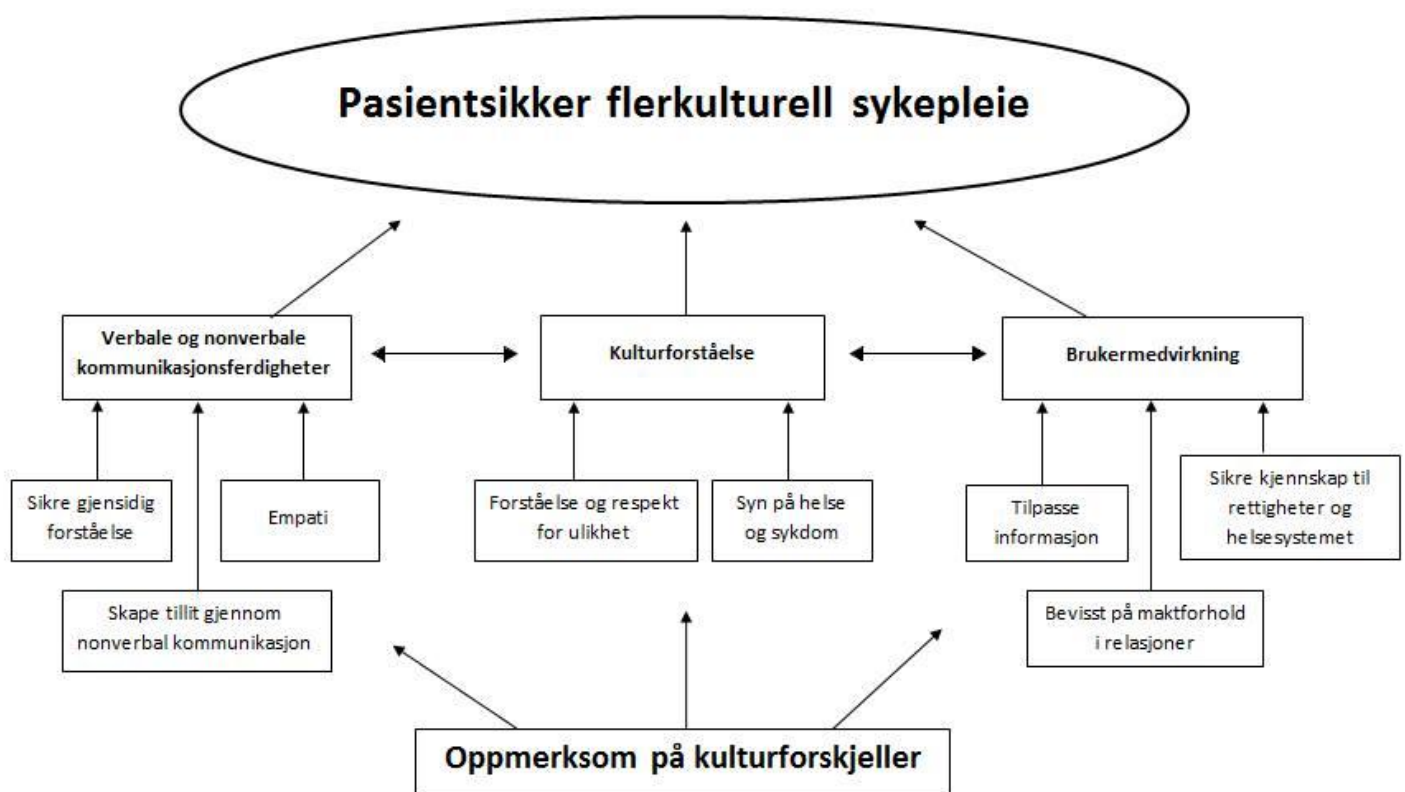 Pasientsikker flerkulturell sykepleie
Verbale og nonverbale
kommunikasjonsferdigheter
Kulturforståelse
Brukermedvirkning
Sikre gjensidig
forståelse
Empati
Forståelse og respekt
for ulikhet
Syn på helse
og sykdom
Tilpasse
informasjon
Sikre kjennskap til
rettigheter og
helsesystemet
Skape tillit gjennom
nonverbal kommunikasjon
Bevisst på maktforhold
i relasjoner
Oppmerksom på kulturforskjeller